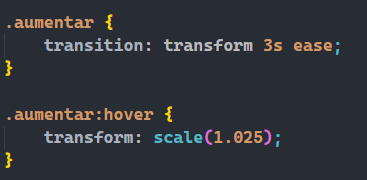 .aumentar {
    transition: transform 3s ease;
}

.aumentar:hover {
    transform: scale(1.025);
}